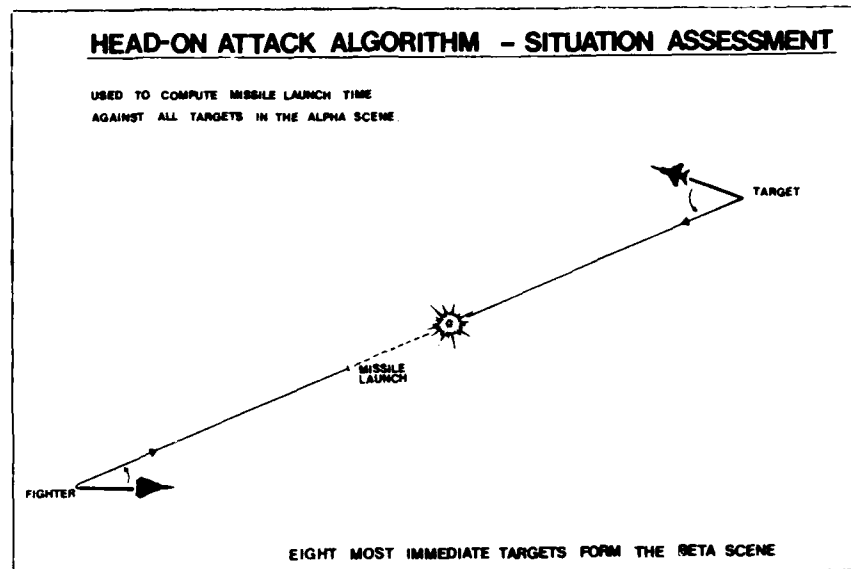 HEAD-ON ATTACK ALGORITHM - SITUATION ASSESSMENT
USED TO COMPUTE MISSILE LAUNCH TIME
AGAINST ALL TARGETS IN THE ALPHA SCENE.
TARGET
MISSILE
LAUNCH
FIGHTER
EIGHT MOST IMMEDIATE TARGETS FORM THE BETA SCENE